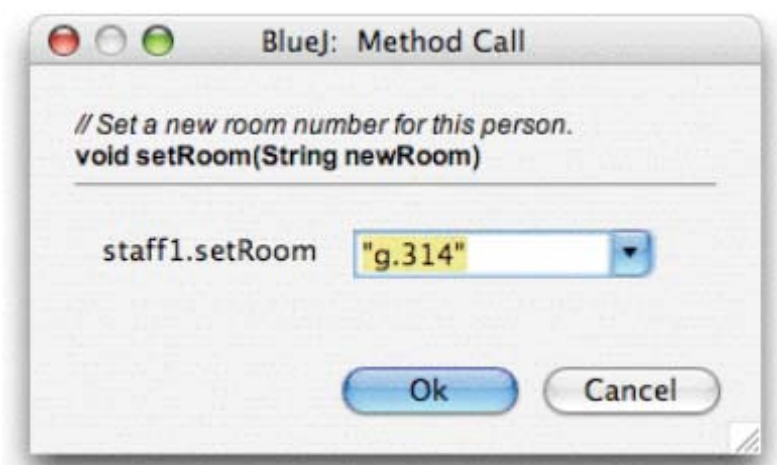 BlueJ: Method Call
// Set a new room number for this person.
void setRoom(String newRoom)
staff1.setRoom "g.314"
Ok Cancel